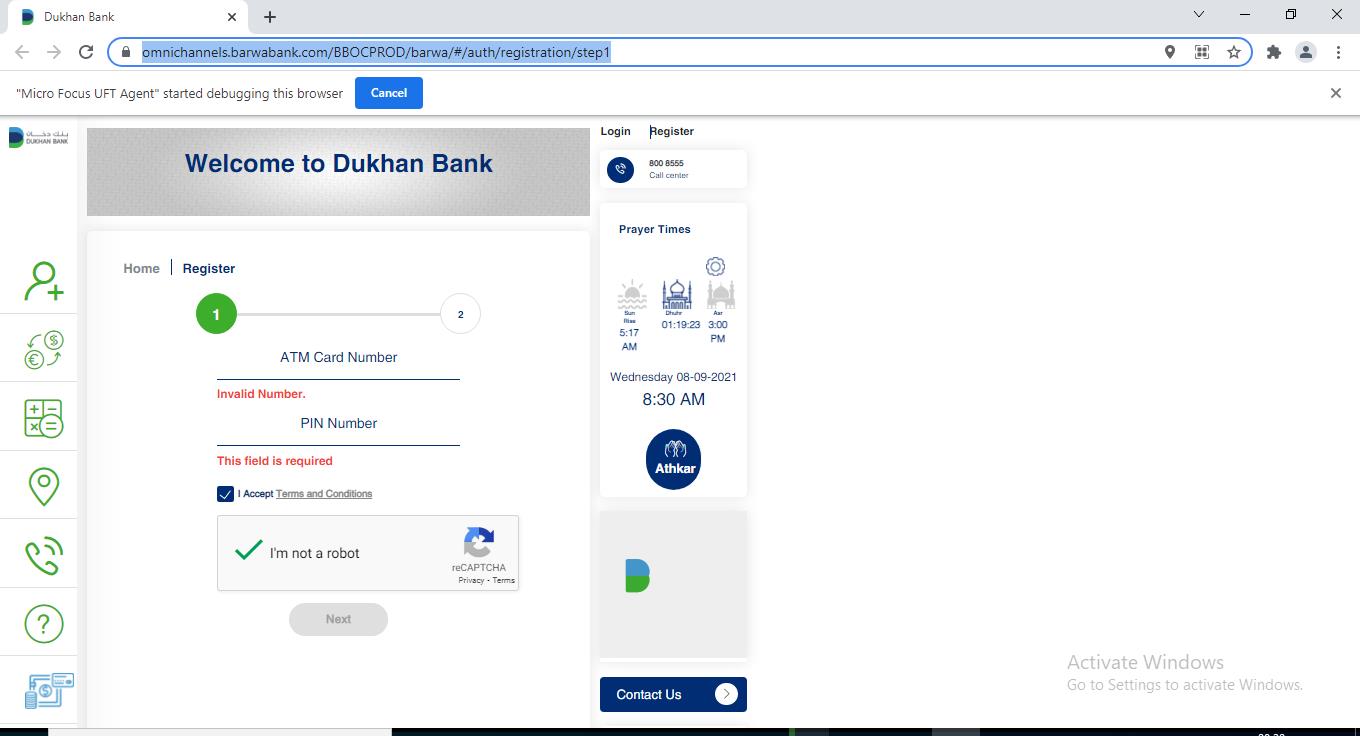 Dukhan Bank
omnichannels.barwabank.com/BBOCPROD/barwa/#/auth/registration/step1
"Micro Focus UFT Agent" started debugging this browser
Cancel
بنك دخان
DUKHAN BANK
Welcome to Dukhan Bank
Login
Register
800 8555
Call center
Home
Register
1
2
ATM Card Number
Invalid Number.
PIN Number
This field is required
I Accept Terms and Conditions
I'm not a robot
reCAPTCHA
Privacy - Terms
Next
Prayer Times
Sun
Rise
5:17
AM
Dhuhr
01:19:23
Asr
3:00
PM
Wednesday 08-09-2021
8:30 AM
Athkar
Contact Us
Activate Windows
Go to Settings to activate Windows.